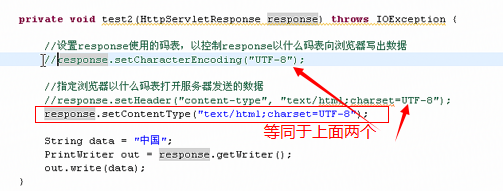 private void test2(HttpServletResponse response) throws IOException {
//设置response使用的码表，以控制response以什么码表向浏览器写出数据
//response.setCharacterEncoding("UTF-8");
//指定浏览器以什么码表打开服务器发送的数据
//response.setHeader("content-type", "text/html;charset=UTF-8");
response.setContentType("text/html;charset=UTF-8");
等同于上面两个
String data = "中国";
PrintWriter out = response.getWriter();
out.write(data);
}